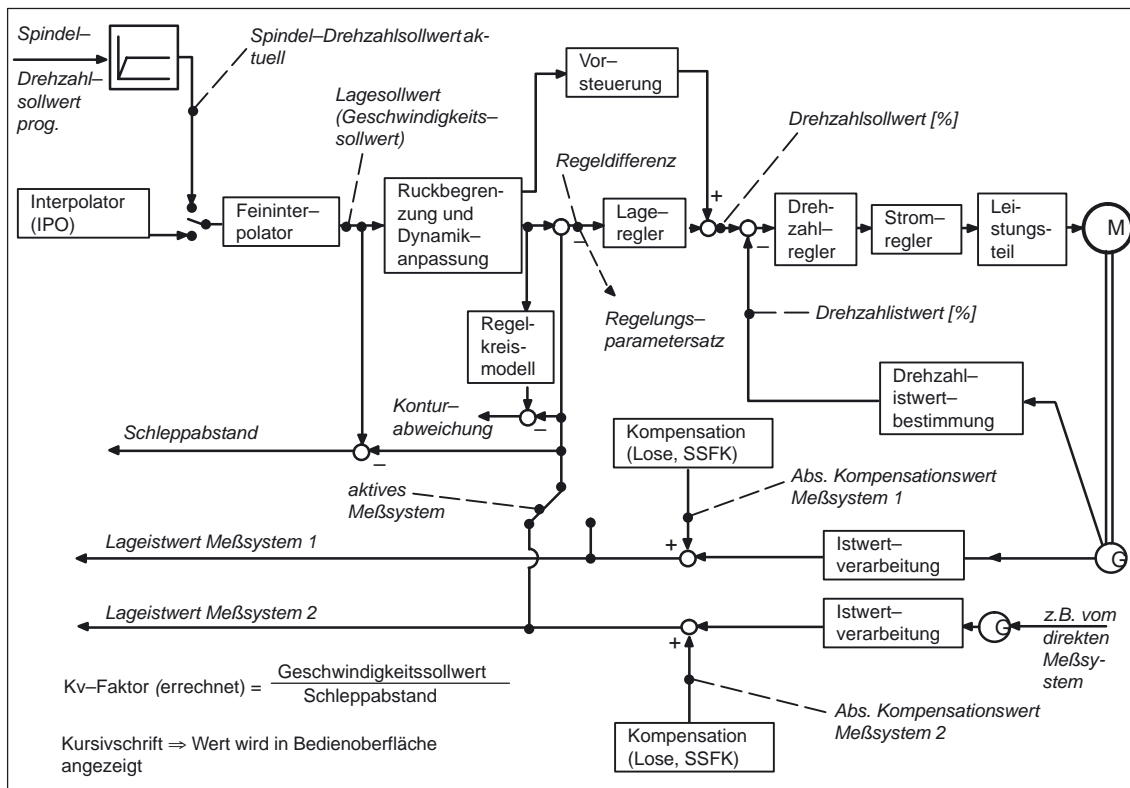 Spindel–
Drehzahl–
sollwert
prog.
Spindel–Drehzahlsollwert ak-
tuell
Vor–
steuerung
Lagesollwert
(Geschwindigkeits–
sollwert)
Drehzahlsollwert [%]
Regeldifferenz
+
Interpolator
(IPO)
Feininter–
polator
Ruckbegren-
zung und
Dynamik–
anpassung
–
Lage–
regler
–
Dreh–
zahl–
regler
Strom–
regler
Lei–
stungs–
teil
M
Regel–
kreis–
modell
Regelungs–
parametersatz
Drehzahlistwert [%]
Drehzahl–
istwert–
bestimmung
Kontur–
abweichung
–
Schleppabstand
–
Kompensation
(Lose, SSFK)
aktives
Meßsystem
Abs. Kompensationswert
Meßsystem 1
Lageistwert Meßsystem 1
+
Istwert–
verarbeitung
G
Lageistwert Meßsystem 2
+
Istwert–
verarbeitung
G
z.B. vom
direkten
Meßsy-
stem
Kv–Faktor (errechnet) = Geschwindigkeitssollwert
Schleppabstand
Abs. Kompensationswert
Meßsystem 2
Kompensation
(Lose, SSFK)
Kursivschrift ⇒ Wert wird in Bedienoberfläche
angezeigt